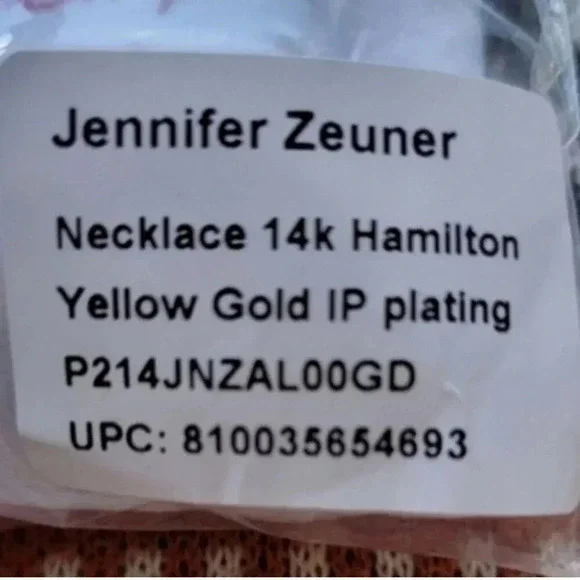 Jennifer Zeuner
Necklace 14k Hamilton
Yellow Gold IP plating
P214JNZAL00GD
UPC: 810035654693